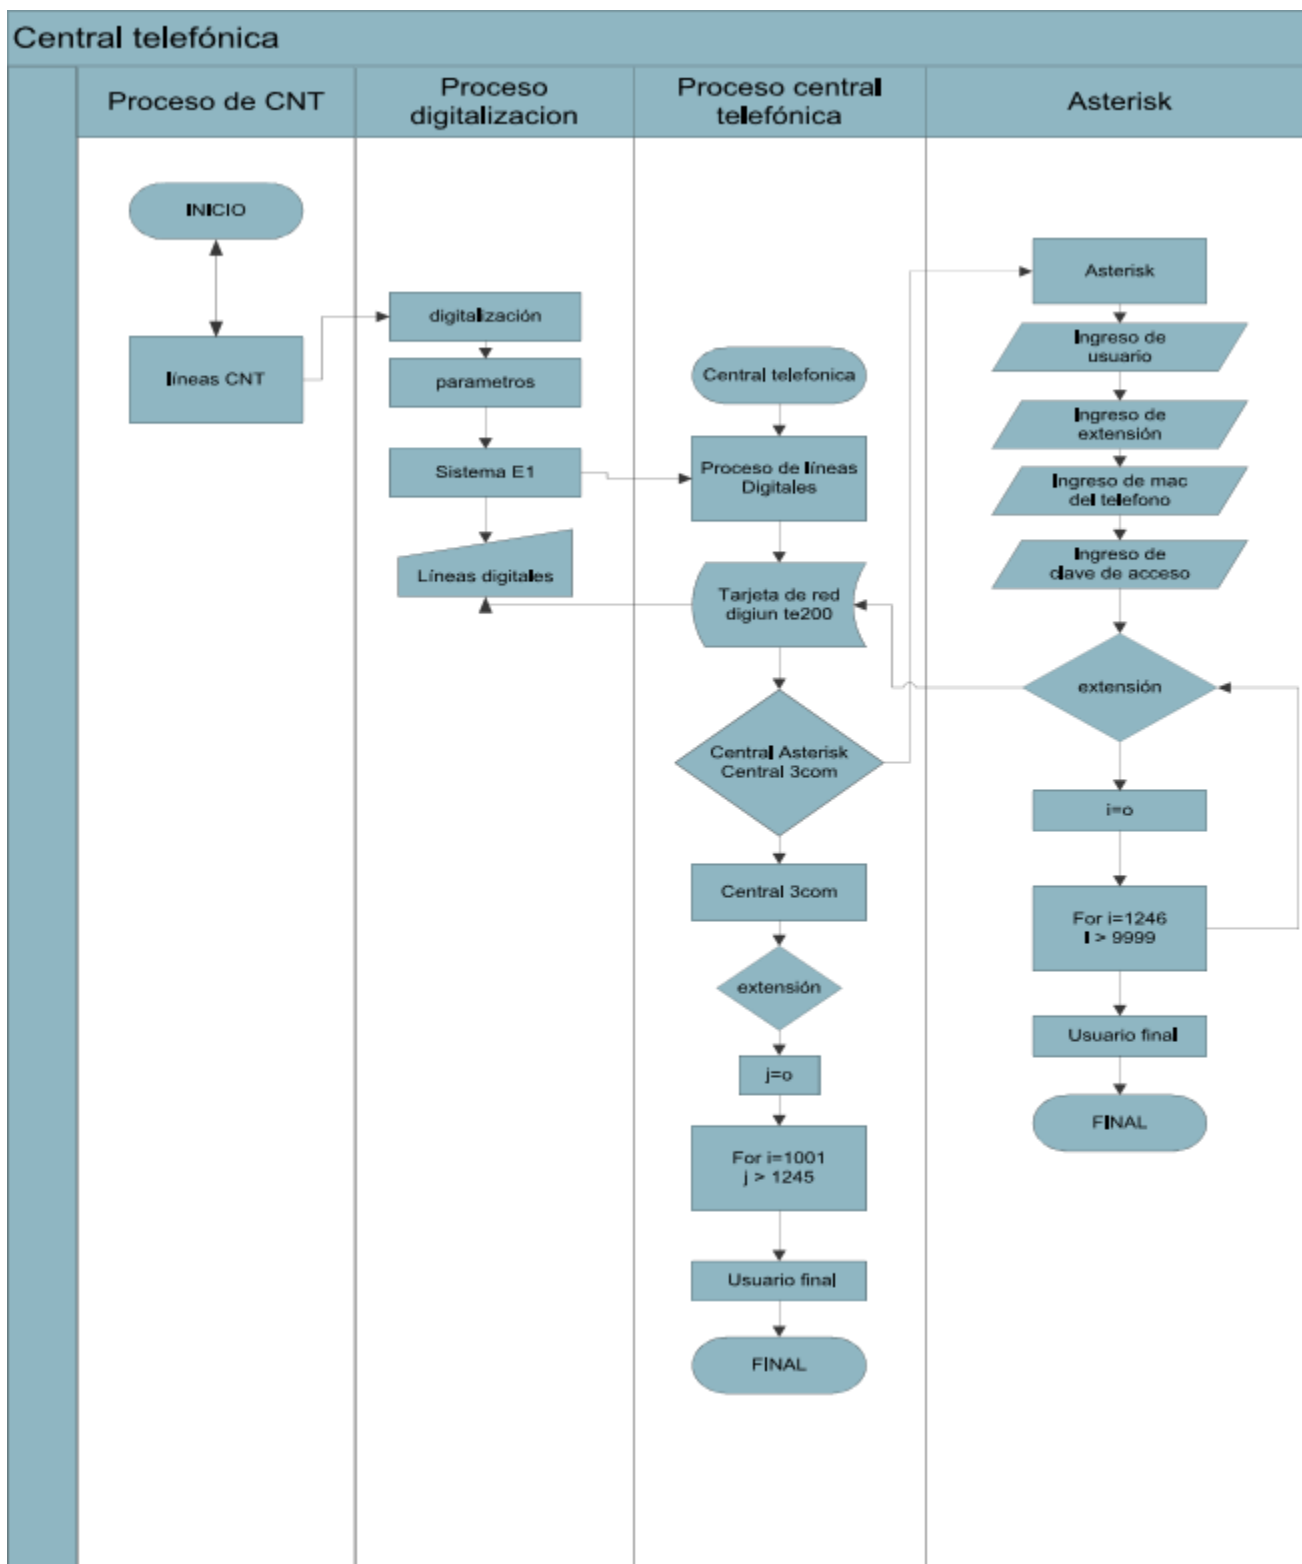 Central telefónica
Proceso de CNT
Proceso
digitalizacion
Proceso central
telefónica
Asterisk
INICIO
líneas CNT
digitalización
parametros
Sistema E1
Líneas digitales
Central telefonica
Proceso de líneas
Digitales
Tarjeta de red
digiun te200
Central Asterisk
Central 3com
Central 3com
extensión
j=o
For i=1001
j > 1245
Usuario final
FINAL
Asterisk
Ingreso de
usuario
Ingreso de
extensión
Ingreso de mac
del telefono
Ingreso de
clave de acceso
extensión
i=o
For i=1246
I > 9999
Usuario final
FINAL